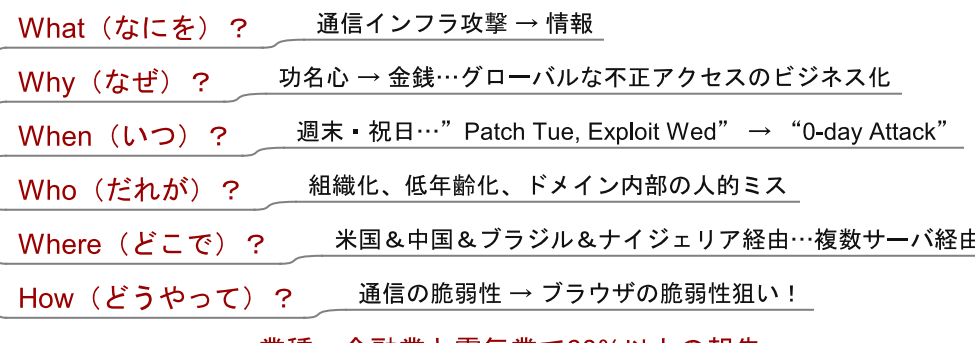 What（なにを）？ 通信インフラ攻撃 → 情報
Why（なぜ）？ 功名心 → 金銭…グローバルな不正アクセスのビジネス化
When（いつ）？ 週末・祝日…”Patch Tue, Exploit Wed” → “0-day Attack”
Who（だれが）？ 組織化、低年齢化、ドメイン内部の人的ミス
Where（どこで）？ 米国＆中国＆ブラジル＆ナイジェリア経由…複数サーバ経由
How（どうやって）？ 通信の脆弱性 → ブラウザの脆弱性狙い！